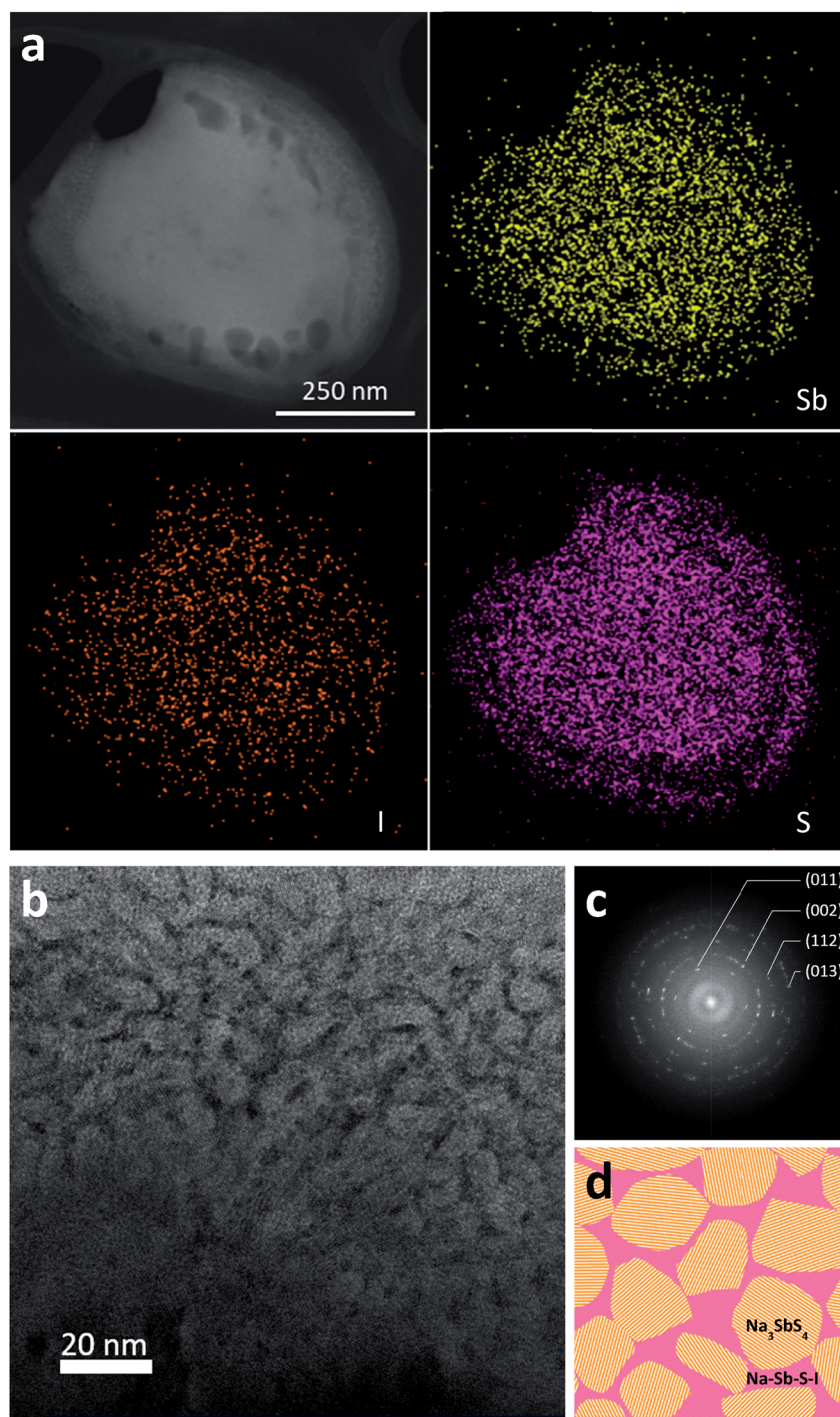 a
250 nm
Sb
I
S
b
20 nm
c
(011)
(002)
(112)
(013)
d
Na₃SbS₄
Na-Sb-S-I